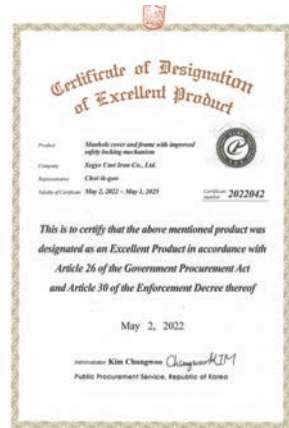 Certificate of Designation
of Excellent Product
Product Manhole cover and frame with improved
safety locking mechanism
Company Segye Cast Iron Co., Ltd.
Representative Choi ik-goo
Validity of Certificate May 2, 2022 – May 1, 2025
Certificate
number 2022042
This is to certify that the above mentioned product was
designated as an Excellent Product in accordance with
Article 26 of the Government Procurement Act
and Article 30 of the Enforcement Decree thereof
May 2, 2022
Administrator Kim Chungwoo Chungwoo KIM
Public Procurement Service, Republic of Korea